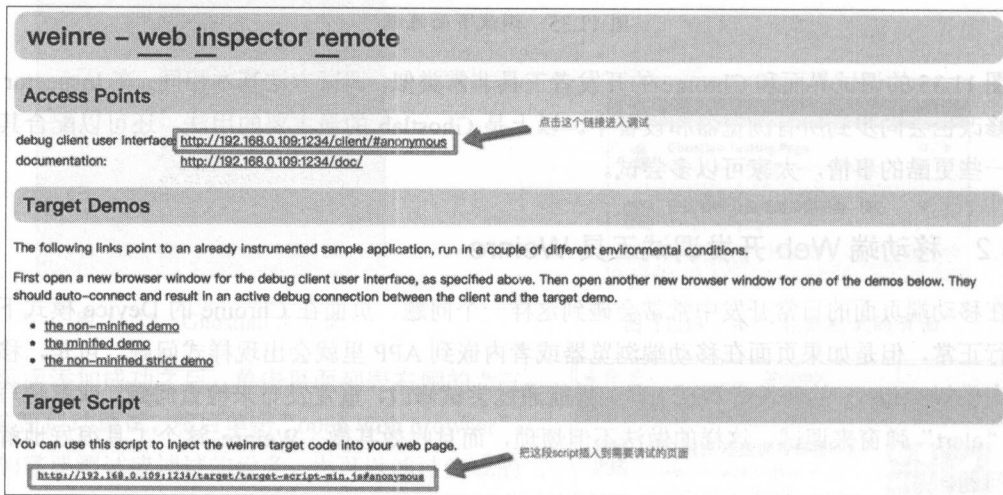 weinre – web inspector remote
Access Points
点击这个链接进入调试
debug client user interface: http://192.168.0.109:1234/client/#anonymous
documentation: http://192.168.0.109:1234/doc/
Target Demos
The following links point to an already instrumented sample application, run in a couple of different environmental conditions.
First open a new browser window for the debug client user interface, as specified above. Then open another new browser window for one of the demos below. They
should auto-connect and result in an active debug connection between the client and the target demo.
• the non-minified demo
• the minified demo
• the non-minified strict demo
Target Script
You can use this script to inject the weinre target code into your web page.
把这段script插入到需要调试的页面
http://192.168.0.109:1234/target/target-script-min.js#anonymous